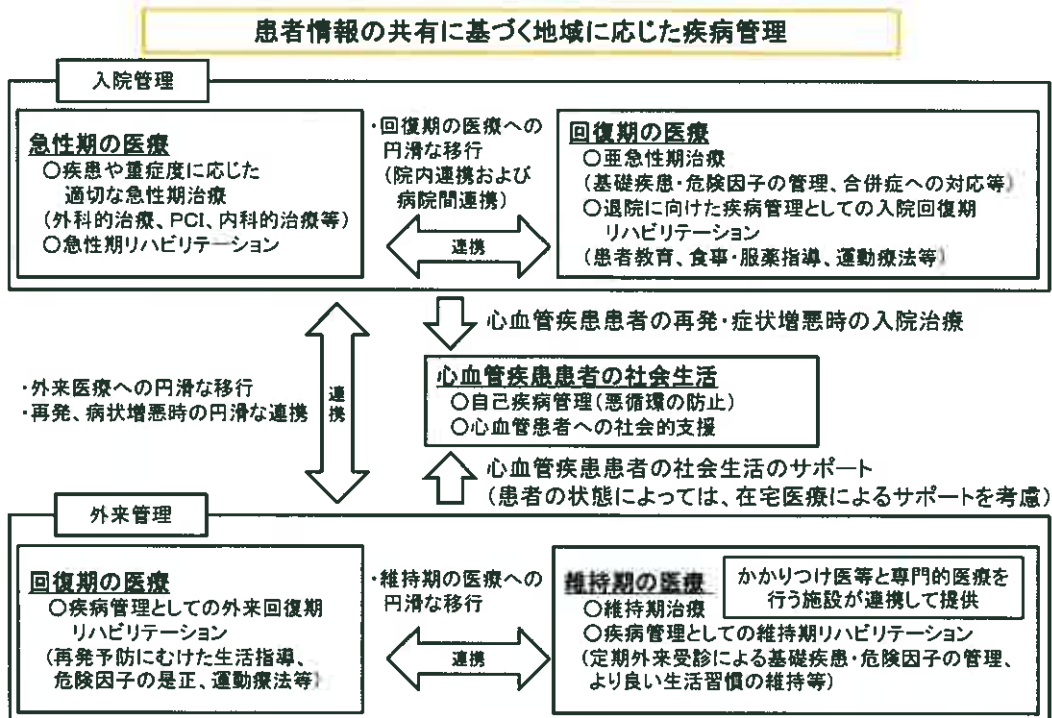 患者情報の共有に基づく地域に応じた疾病管理
入院管理
急性期の医療
○疾患や重症度に応じた
適切な急性期治療
(外科的治療、PCI、内科的治療等)
○急性期リハビリテーション
・回復期の医療への
円滑な移行
(院内連携および
病院間連携)
連携
回復期の医療
○亜急性期治療
(基礎疾患・危険因子の管理、合併症への対応等)
○退院に向けた疾病管理としての入院回復期
リハビリテーション
(患者教育、食事・服薬指導、運動療法等)
心血管疾患患者の再発・症状増悪時の入院治療
・外来医療への円滑な移行
・再発、病状増悪時の円滑な連携
連携
心血管疾患患者の社会生活
○自己疾病管理(悪循環の防止)
○心血管患者への社会的支援
心血管疾患患者の社会生活のサポート
(患者の状態によっては、在宅医療によるサポートを考慮)
外来管理
回復期の医療
○疾病管理としての外来回復期
リハビリテーション
(再発予防にむけた生活指導、
危険因子の是正、運動療法等)
・維持期の医療への
円滑な移行
連携
維持期の医療
かかりつけ医等と専門的医療を
行う施設が連携して提供
○維持期治療
○疾病管理としての維持期リハビリテーション
(定期外来受診による基礎疾患・危険因子の管理、
より良い生活習慣の維持等)